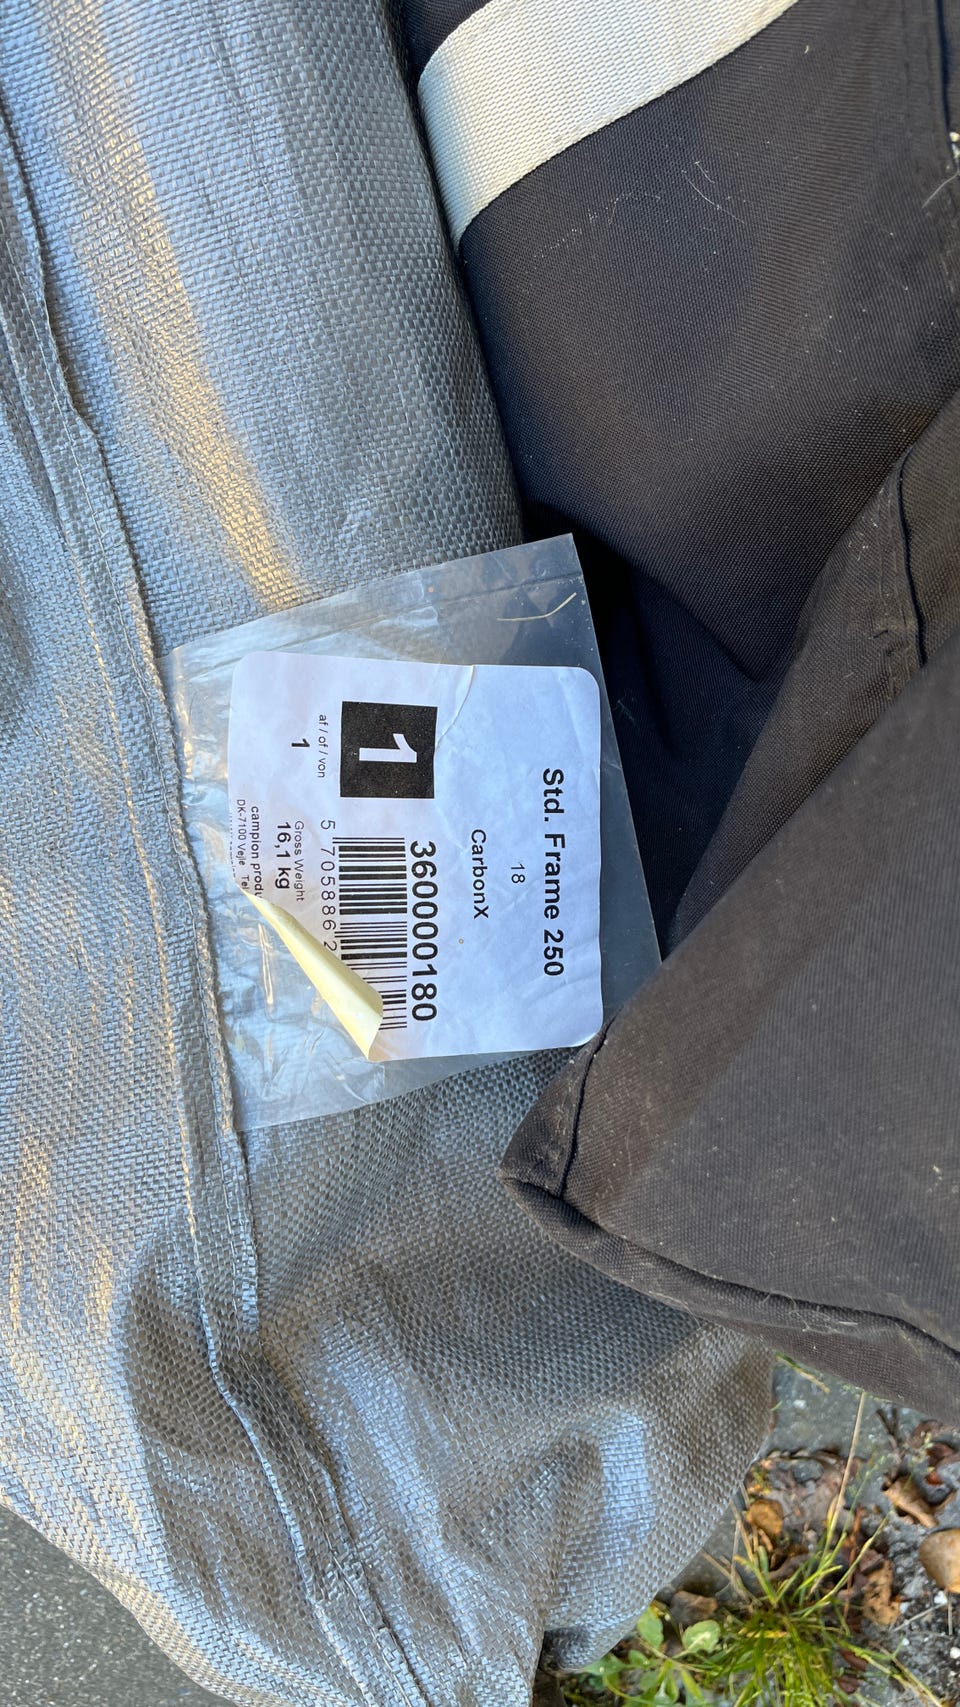 Std. Frame 250
18
CarbonX
360000180
1
af / of / von
1
5 705886 2
Gross Weight
16,1 kg
campion produ
DK-7100 Vejle